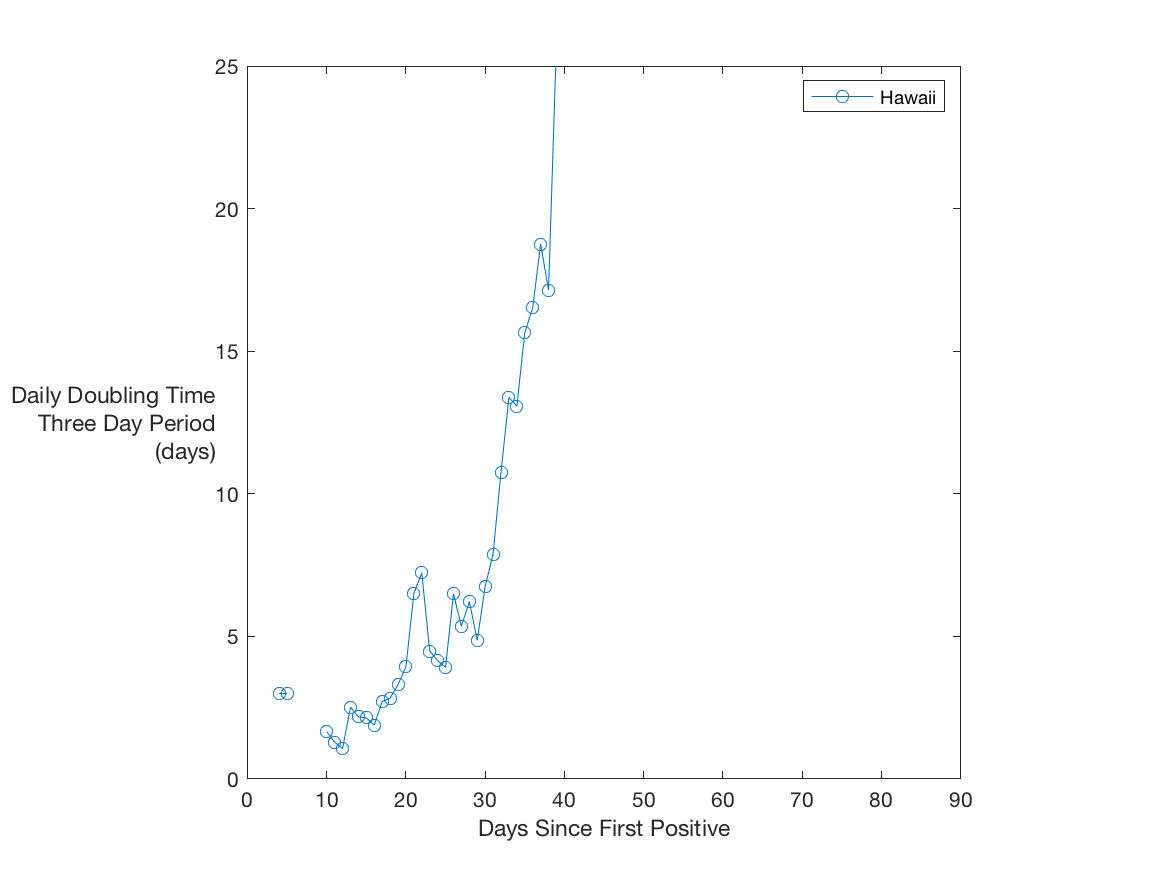 25
Hawaii
20
15
Daily Doubling Time
Three Day Period
(days)
10
5
0
0 10 20 30 40 50 60 70 80 90
Days Since First Positive